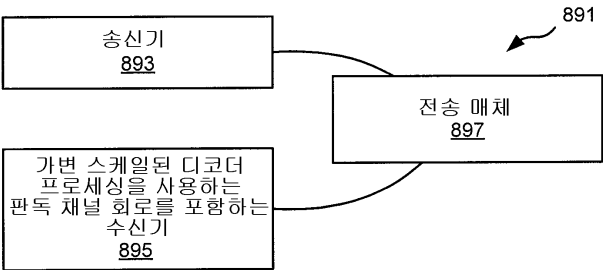 891
송신기
893
전송 매체
897
가변 스케일된 디코더
프로세싱을 사용하는
판독 채널 회로를 포함하는
수신기
895